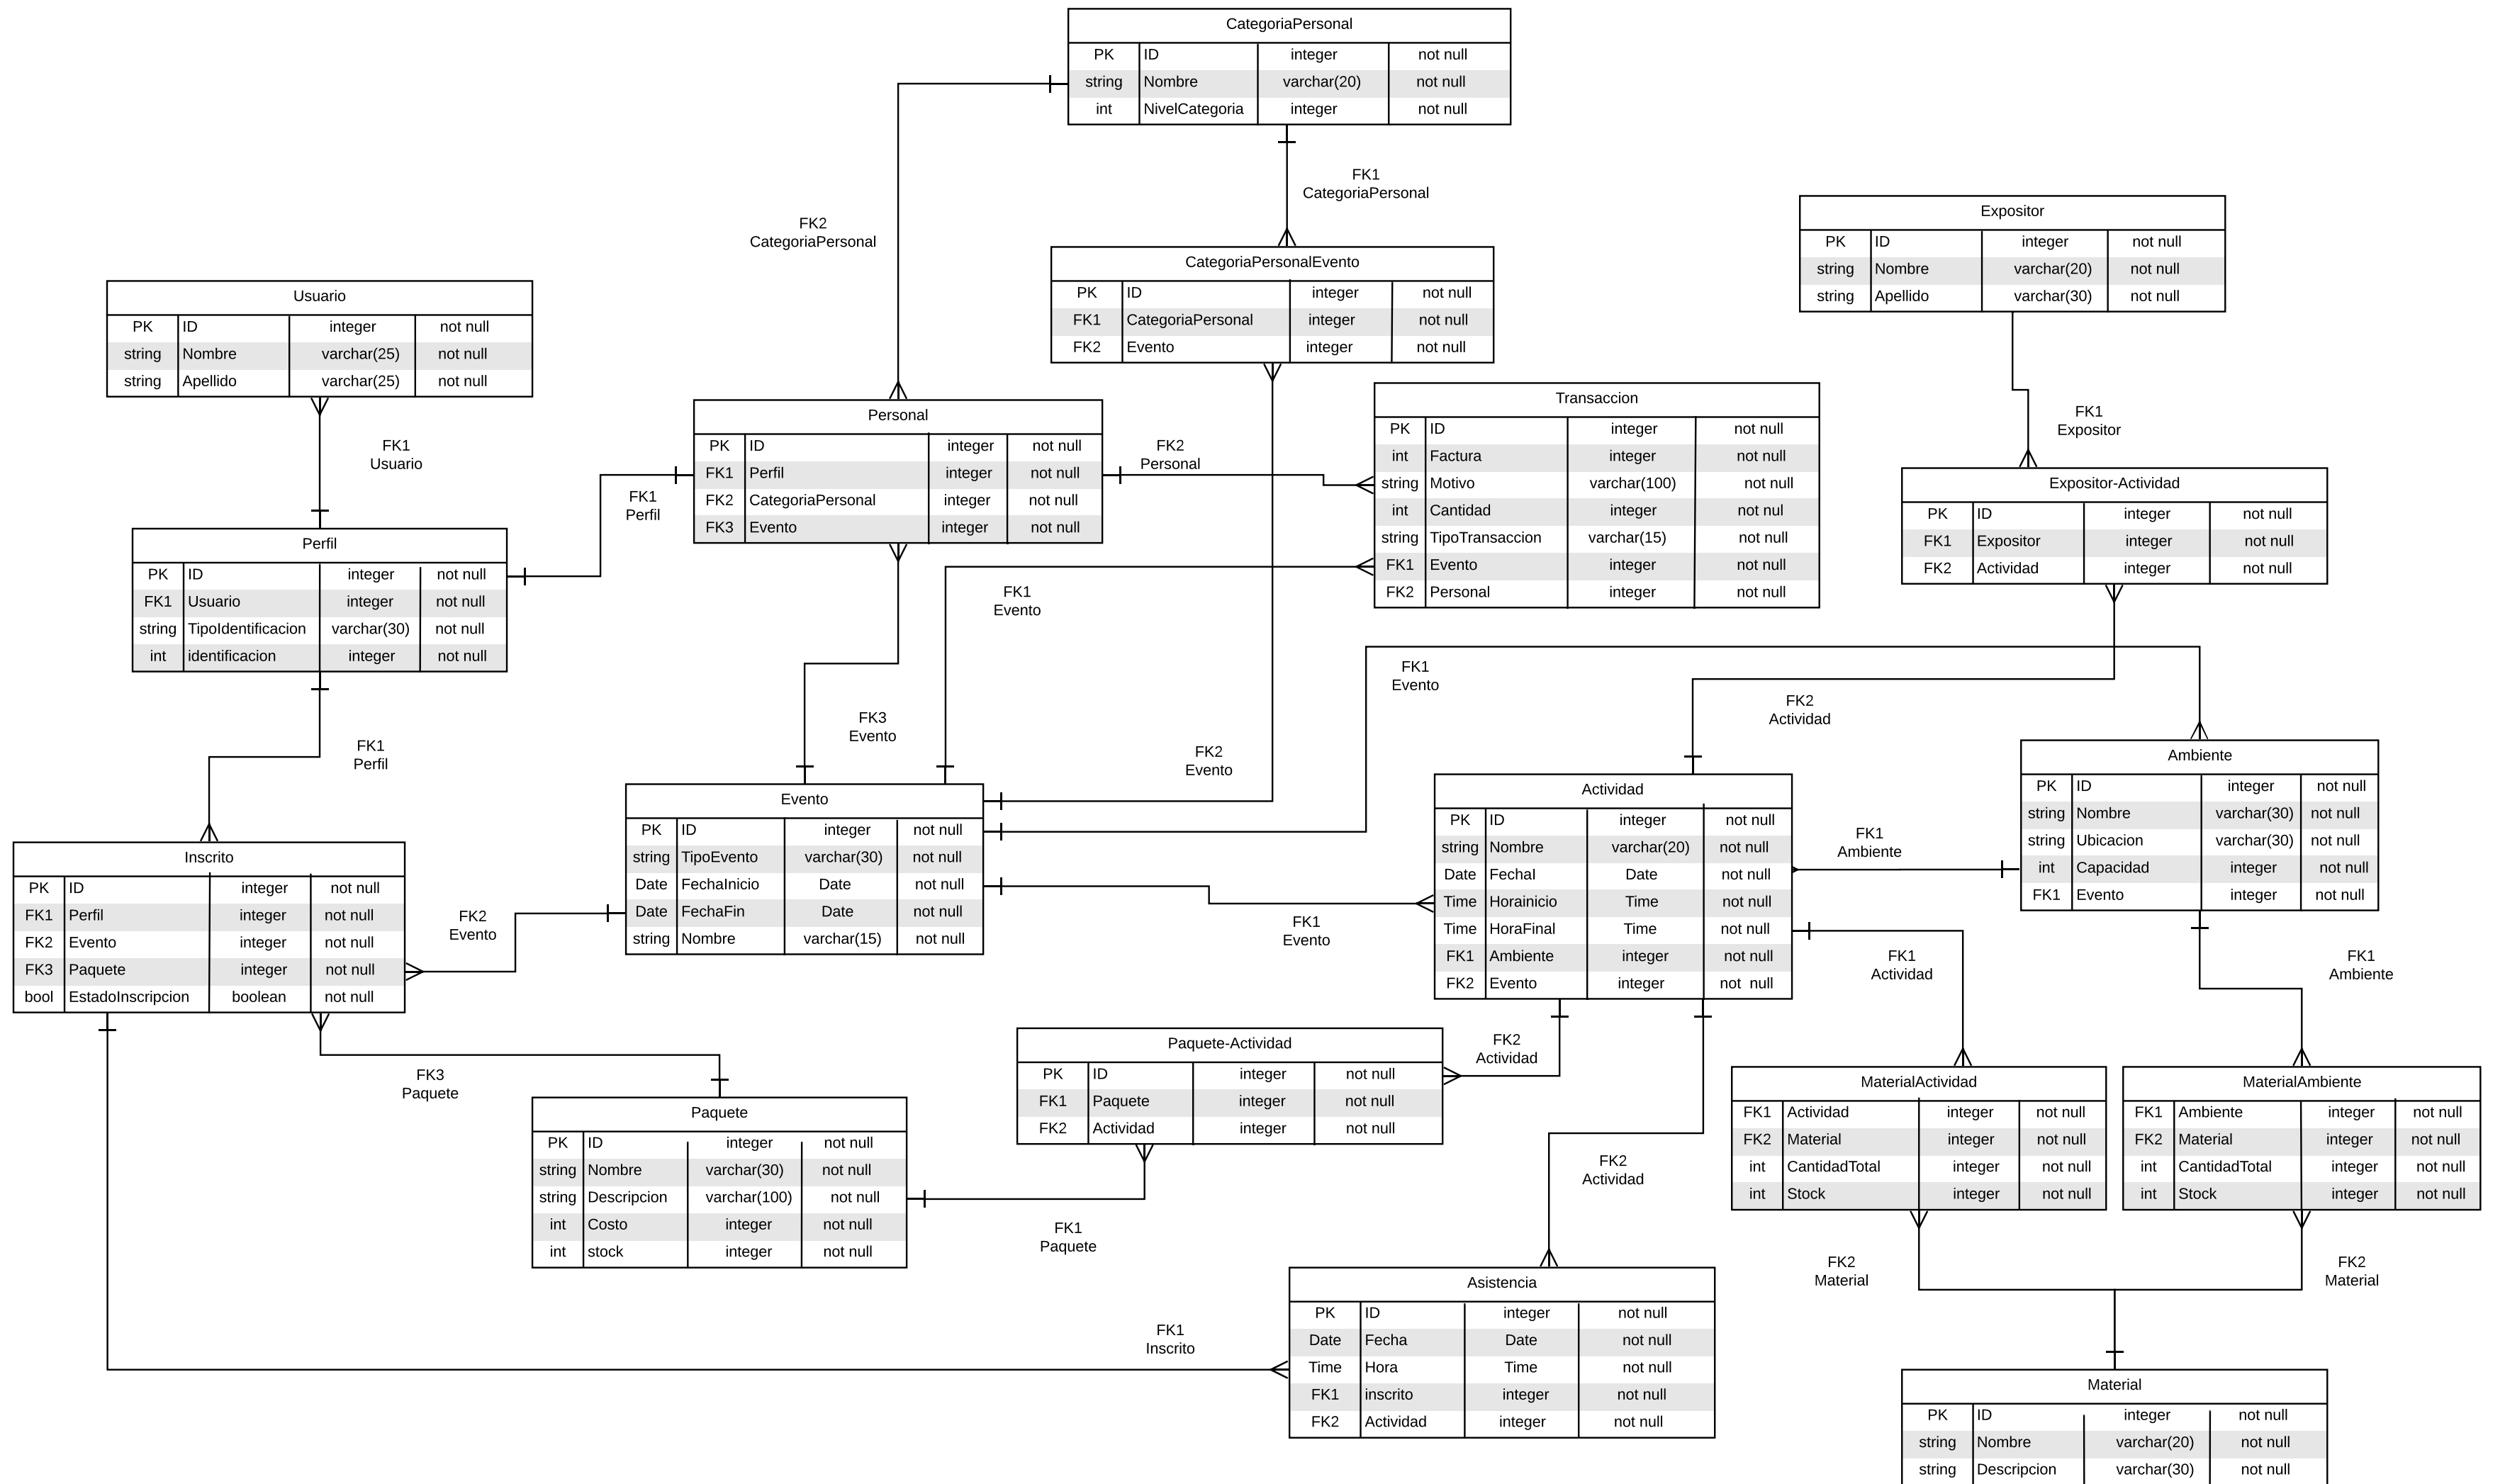 CategoriaPersonal
PK ID integer not null
string Nombre varchar(20) not null
int NivelCategoria integer not null
FK1
CategoriaPersonal
FK2
CategoriaPersonal
Expositor
PK ID integer not null
string Nombre varchar(20) not null
string Apellido varchar(30) not null
CategoriaPersonalEvento
PK ID integer not null
FK1 CategoriaPersonal integer not null
FK2 Evento integer not null
Usuario
PK ID integer not null
string Nombre varchar(25) not null
string Apellido varchar(25) not null
Personal
PK ID integer not null
FK1 Perfil integer not null
FK2 CategoriaPersonal integer not null
FK3 Evento integer not null
Transaccion
PK ID integer not null
int Factura integer not null
string Motivo varchar(100) not null
int Cantidad integer not nul
string TipoTransaccion varchar(15) not null
FK1 Evento integer not null
FK2 Personal integer not null
FK1
Expositor
FK1
Usuario
FK2
Personal
FK1
Perfil
Expositor-Actividad
PK ID integer not null
FK1 Expositor integer not null
FK2 Actividad integer not null
Perfil
PK ID integer not null
FK1 Usuario integer not null
string TipoIdentificacion varchar(30) not null
int identificacion integer not null
FK1
Evento
FK1
Evento
FK2
Actividad
FK3
Evento
FK1
Perfil
FK2
Evento
Ambiente
PK ID integer not null
string Nombre varchar(30) not null
string Ubicacion varchar(30) not null
int Capacidad integer not null
FK1 Evento integer not null
Actividad
PK ID integer not null
string Nombre varchar(20) not null
Date FechaI Date not null
Time Horainicio Time not null
Time HoraFinal Time not null
FK1 Ambiente integer not null
FK2 Evento integer not  null
Evento
PK ID integer not null
string TipoEvento varchar(30) not null
Date FechaInicio Date not null
Date FechaFin Date not null
string Nombre varchar(15) not null
FK1
Ambiente
Inscrito
PK ID integer not null
FK1 Perfil integer not null
FK2 Evento integer not null
FK3 Paquete integer not null
bool EstadoInscripcion boolean not null
FK2
Evento
FK1
Evento
FK1
Actividad
FK1
Ambiente
Paquete-Actividad
PK ID integer not null
FK1 Paquete integer not null
FK2 Actividad integer not null
FK2
Actividad
FK3
Paquete
MaterialActividad
FK1 Actividad integer not null
FK2 Material integer not null
int CantidadTotal integer not null
int Stock integer not null
MaterialAmbiente
FK1 Ambiente integer not null
FK2 Material integer not null
int CantidadTotal integer not null
int Stock integer not null
Paquete
PK ID integer not null
string Nombre varchar(30) not null
string Descripcion varchar(100) not null
int Costo integer not null
int stock integer not null
FK2
Actividad
FK1
Paquete
FK2
Material
FK2
Material
Asistencia
PK ID integer not null
Date Fecha Date not null
Time Hora Time not null
FK1 inscrito integer not null
FK2 Actividad integer not null
FK1
Inscrito
Material
PK ID integer not null
string Nombre varchar(20) not null
string Descripcion varchar(30) not null